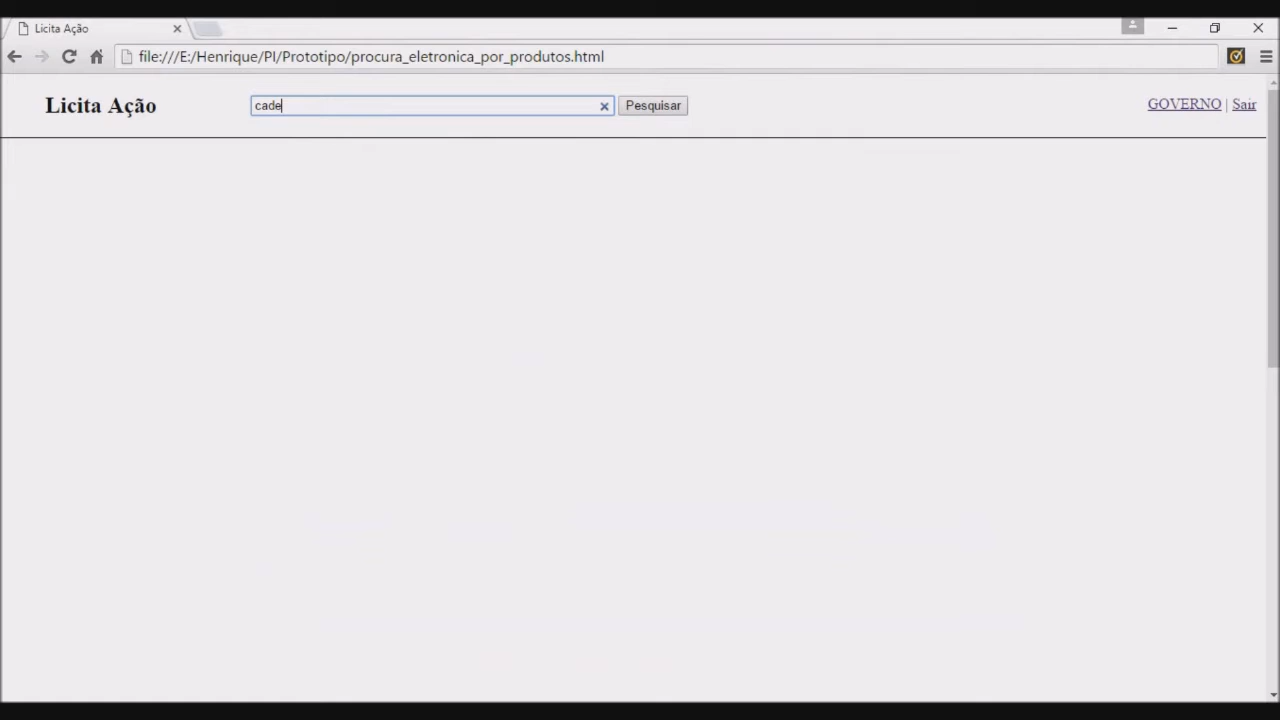 Licita Ação
file:///E:/Henrique/PI/Prototipo/procura_eletronica_por_produtos.html
Licita Ação cade Pesquisar GOVERNO | Sair